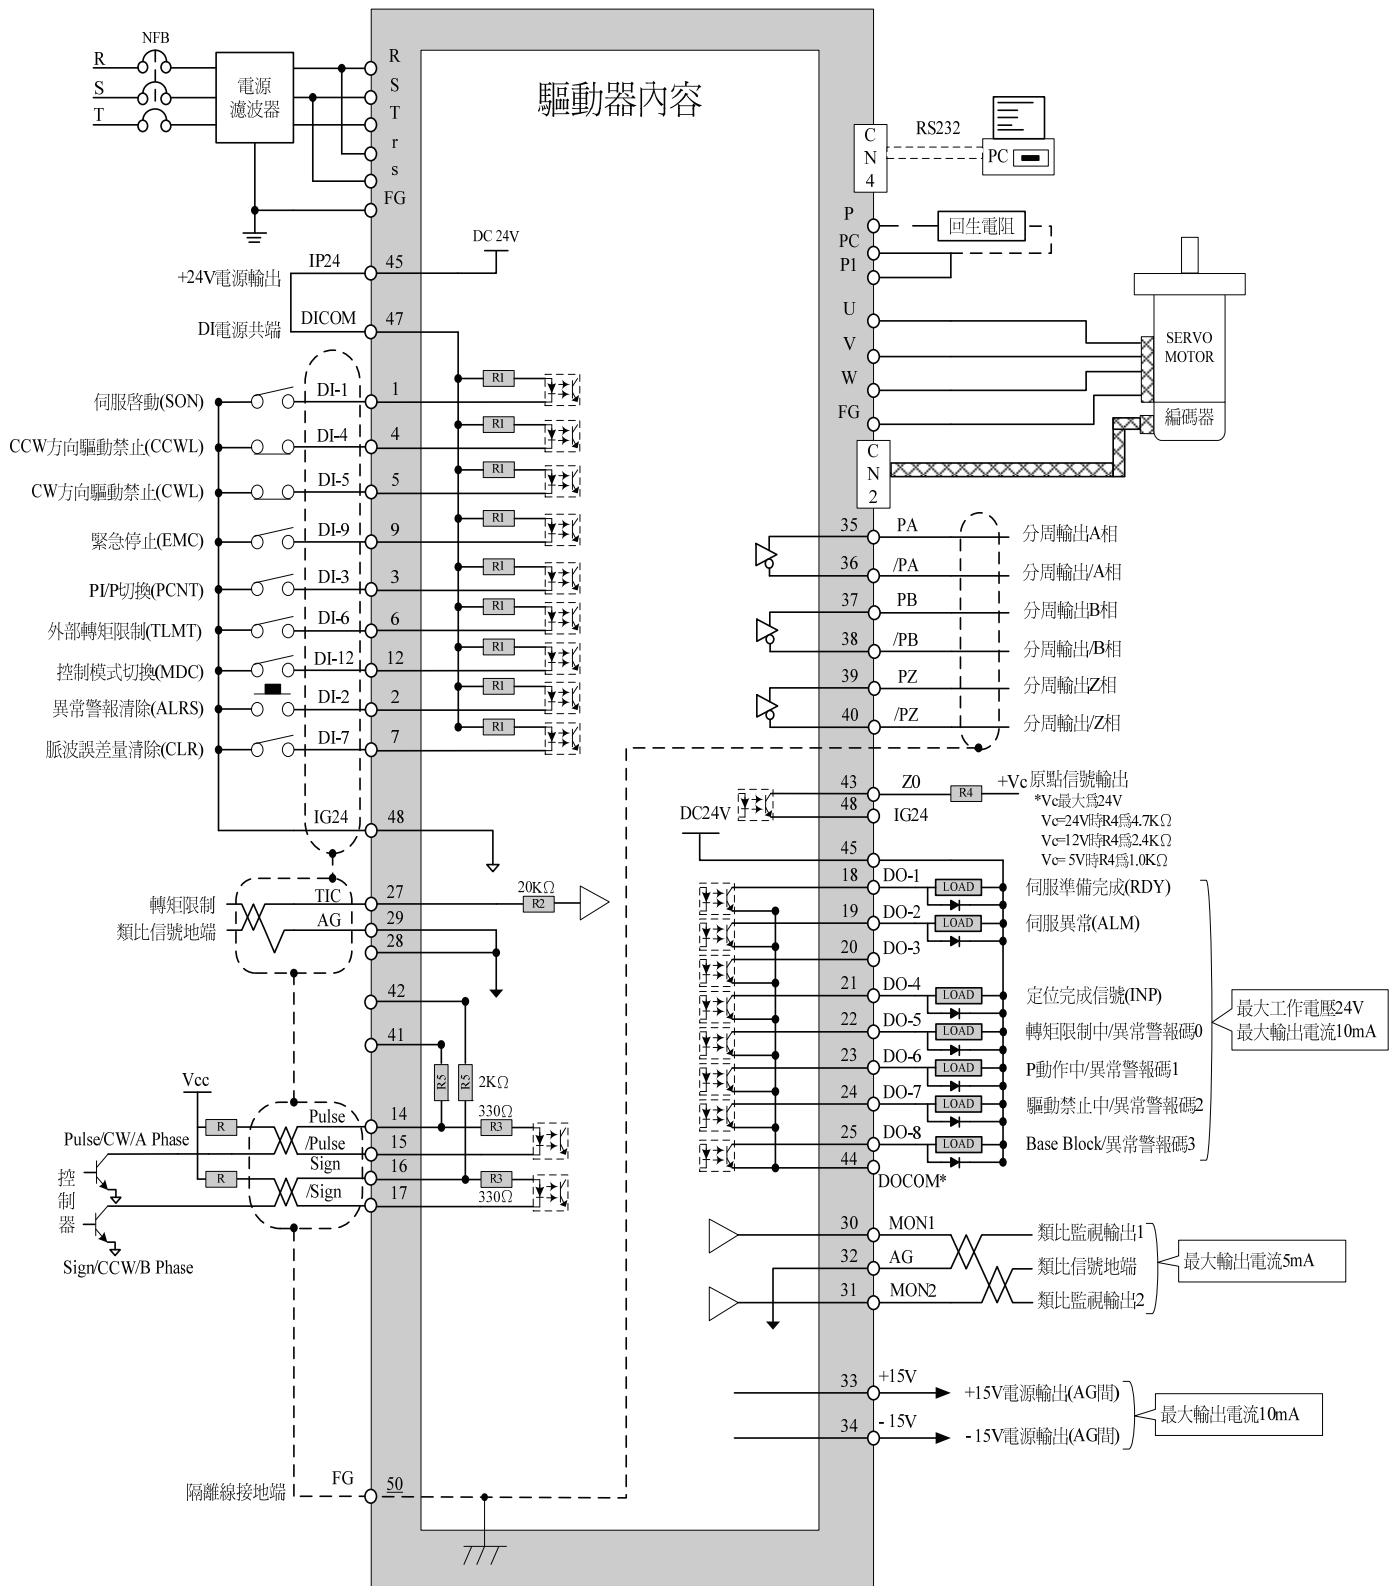 驅動器內容
NFB
R
S
T
電源
濾波器
R
S
T
r
s
FG
DC 24V
+24V電源輸出
IP24
45
DI電源共端
DICOM
47
伺服啓動(SON)
DI-1
1
R1
CCW方向驅動禁止(CCWL)
DI-4
4
R1
CW方向驅動禁止(CWL)
DI-5
5
R1
緊急停止(EMC)
DI-9
9
R1
PI/P切換(PCNT)
DI-3
3
R1
外部轉矩限制(TLMT)
DI-6
6
R1
控制模式切換(MDC)
DI-12
12
R1
異常警報清除(ALRS)
DI-2
2
R1
脈波誤差量清除(CLR)
DI-7
7
R1
IG24
48
轉矩限制
TIC
27
20KΩ
R2
類比信號地端
AG
29
28
42
41
R5
R5
2KΩ
Vcc
R
Pulse
14
330Ω
R3
Pulse/CW/A Phase
/Pulse
15
Sign
16
R
R3
/Sign
17
330Ω
控
制
器
Sign/CCW/B Phase
隔離線接地端
FG
50
C
N
4
RS232
PC
P
回生電阻
PC
P1
U
V
W
FG
SERVO
MOTOR
編碼器
C
N
2
35
PA
分周輸出A相
36
/PA
分周輸出/A相
37
PB
分周輸出B相
38
/PB
分周輸出/B相
39
PZ
分周輸出Z相
40
/PZ
分周輸出/Z相
43
Z0
R4
+Vc
原點信號輸出
48
IG24
*Vc最大爲24V
Vc=24V時R4爲4.7KΩ
Vc=12V時R4爲2.4KΩ
Vc= 5V時R4爲1.0KΩ
DC24V
45
18
DO-1
LOAD
伺服準備完成(RDY)
19
DO-2
LOAD
伺服異常(ALM)
20
DO-3
21
DO-4
LOAD
定位完成信號(INP)
22
DO-5
LOAD
轉矩限制中/異常警報碼0
23
DO-6
LOAD
P動作中/異常警報碼1
24
DO-7
LOAD
驅動禁止中/異常警報碼2
25
DO-8
LOAD
Base Block/異常警報碼3
44
DOCOM*
最大工作電壓24V
最大輸出電流10mA
30
MON1
類比監視輸出1
32
AG
類比信號地端
31
MON2
類比監視輸出2
最大輸出電流5mA
33
+15V
+15V電源輸出(AG間)
34
- 15V
- 15V電源輸出(AG間)
最大輸出電流10mA